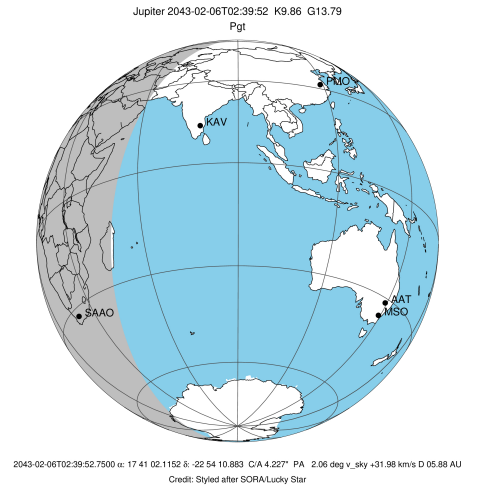 Jupiter 2043-02-06T02:39:52 K9.86 G13.79
Pgt
PMO
KAV
AAT
MSO
SAAO
2043-02-06T02:39:52.7500 α: 17 41 02.1152 δ: -22 54 10.883 C/A 4.227" PA 2.06 deg v_sky +31.98 km/s D 05.88 AU
Credit: Styled after SORA/Lucky Star